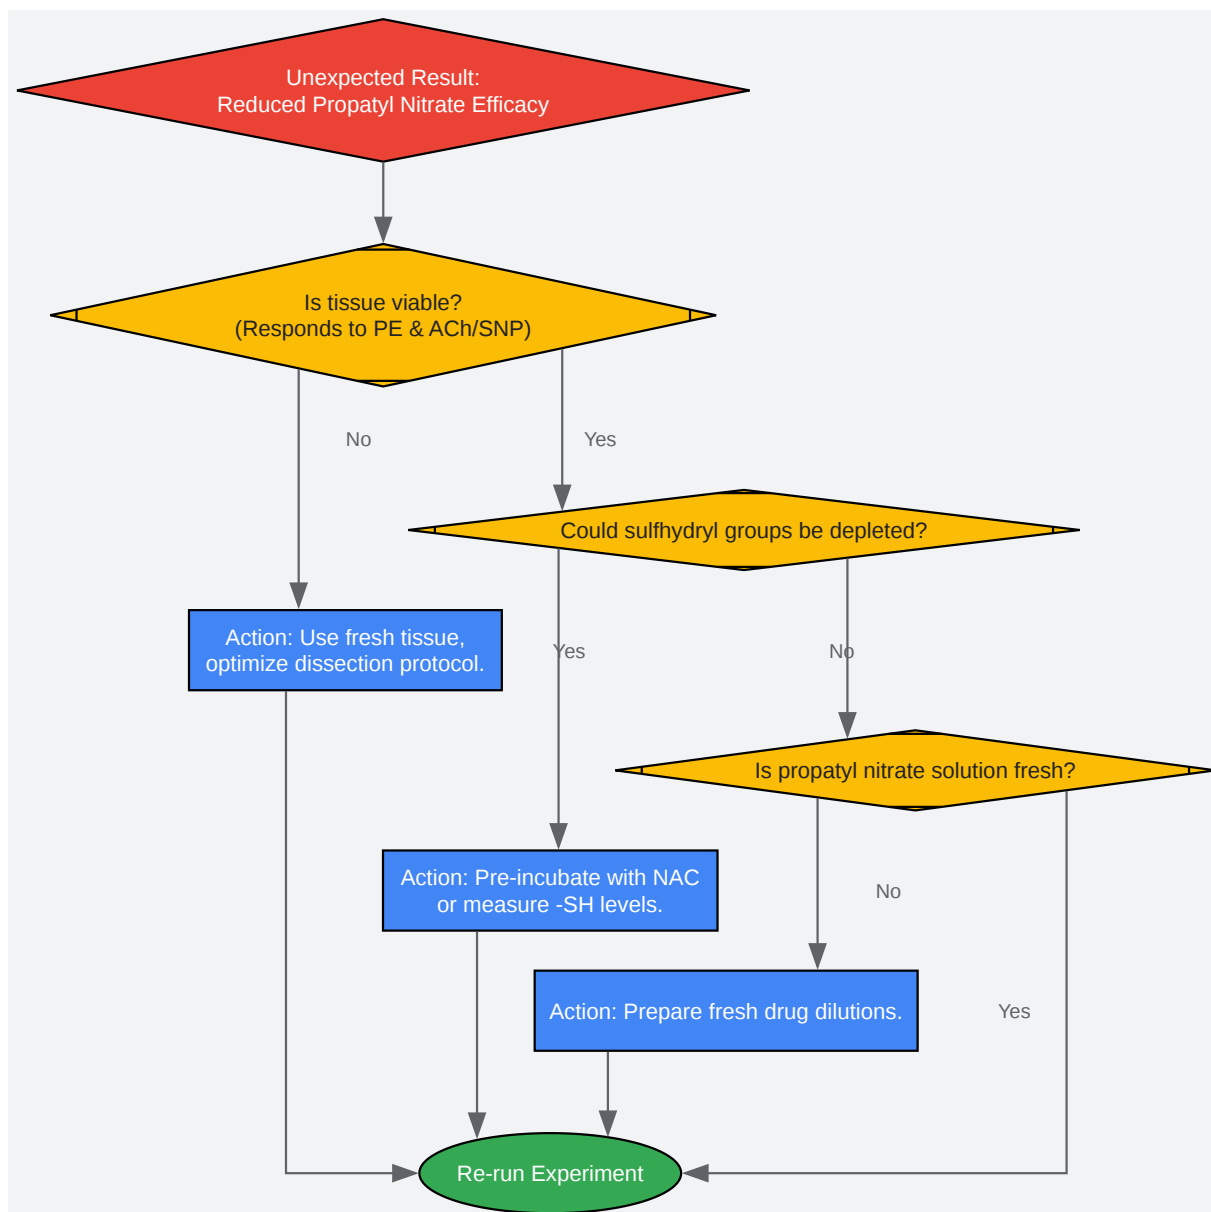 Unexpected Result:
Reduced Propatyl Nitrate Efficacy
Is tissue viable?
(Responds to PE & ACh/SNP)
No
Yes
Could sulfhydryl groups be depleted?
Action: Use fresh tissue,
optimize dissection protocol.
Yes
No
Is propatyl nitrate solution fresh?
Action: Pre-incubate with NAC
or measure -SH levels.
No
Action: Prepare fresh drug dilutions.
Yes
Re-run Experiment